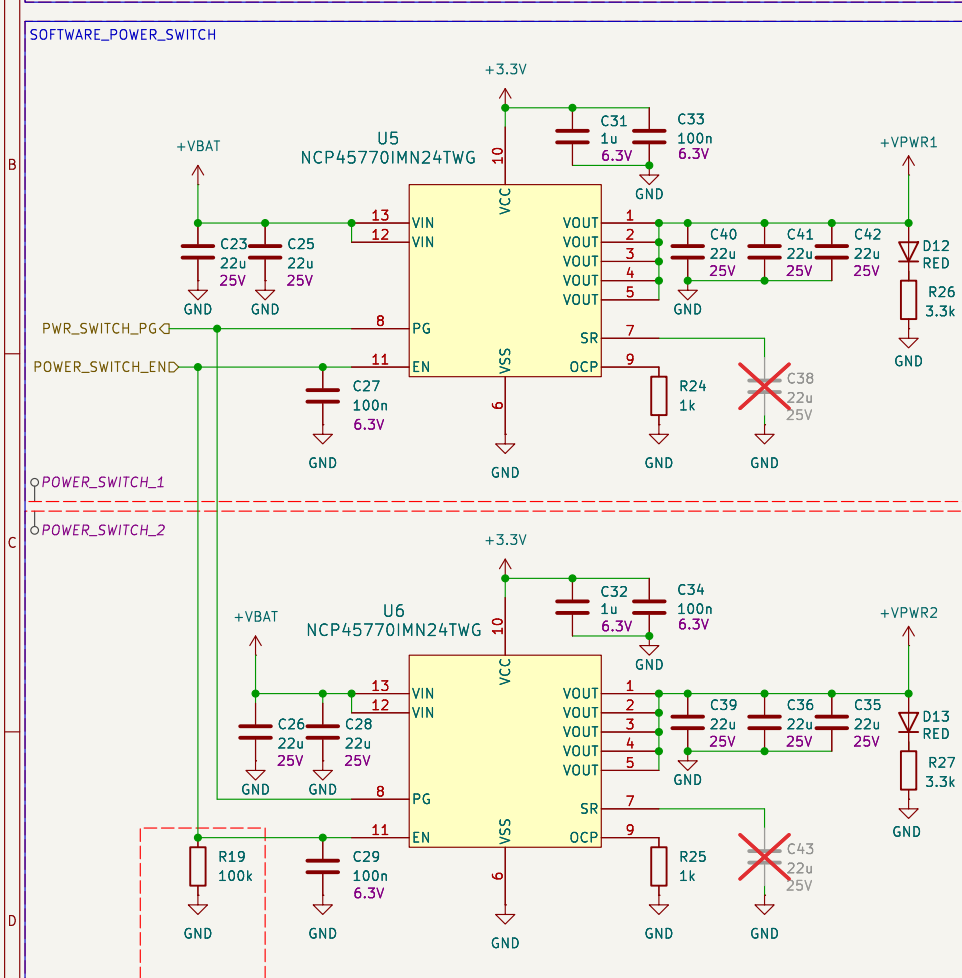 SOFTWARE_POWER_SWITCH
+3.3V
C31
1u
6.3V
C33
100n
6.3V
GND
U5
NCP45770IMN24TWG
+VBAT
+VPWR1
10
VCC
13
VIN
12
VIN
C23
22u
25V
GND
C25
22u
25V
GND
VOUT
1
VOUT
2
VOUT
3
VOUT
4
VOUT
5
C40
22u
25V
GND
C41
22u
25V
C42
22u
25V
D12
RED
R26
3.3k
GND
PWR_SWITCH_PG
8
PG
POWER_SWITCH_EN
11
EN
VSS
6
GND
SR
7
OCP
9
C27
100n
6.3V
GND
R24
1k
GND
C38
22u
25V
GND
POWER_SWITCH_1
POWER_SWITCH_2
+3.3V
C32
1u
6.3V
C34
100n
6.3V
GND
U6
NCP45770IMN24TWG
+VBAT
+VPWR2
10
VCC
13
VIN
12
VIN
C26
22u
25V
GND
C28
22u
25V
GND
VOUT
1
VOUT
2
VOUT
3
VOUT
4
VOUT
5
C39
22u
25V
GND
C36
22u
25V
C35
22u
25V
D13
RED
R27
3.3k
GND
8
PG
11
EN
VSS
6
GND
SR
7
OCP
9
R19
100k
GND
C29
100n
6.3V
GND
R25
1k
GND
C43
22u
25V
GND
B
C
D